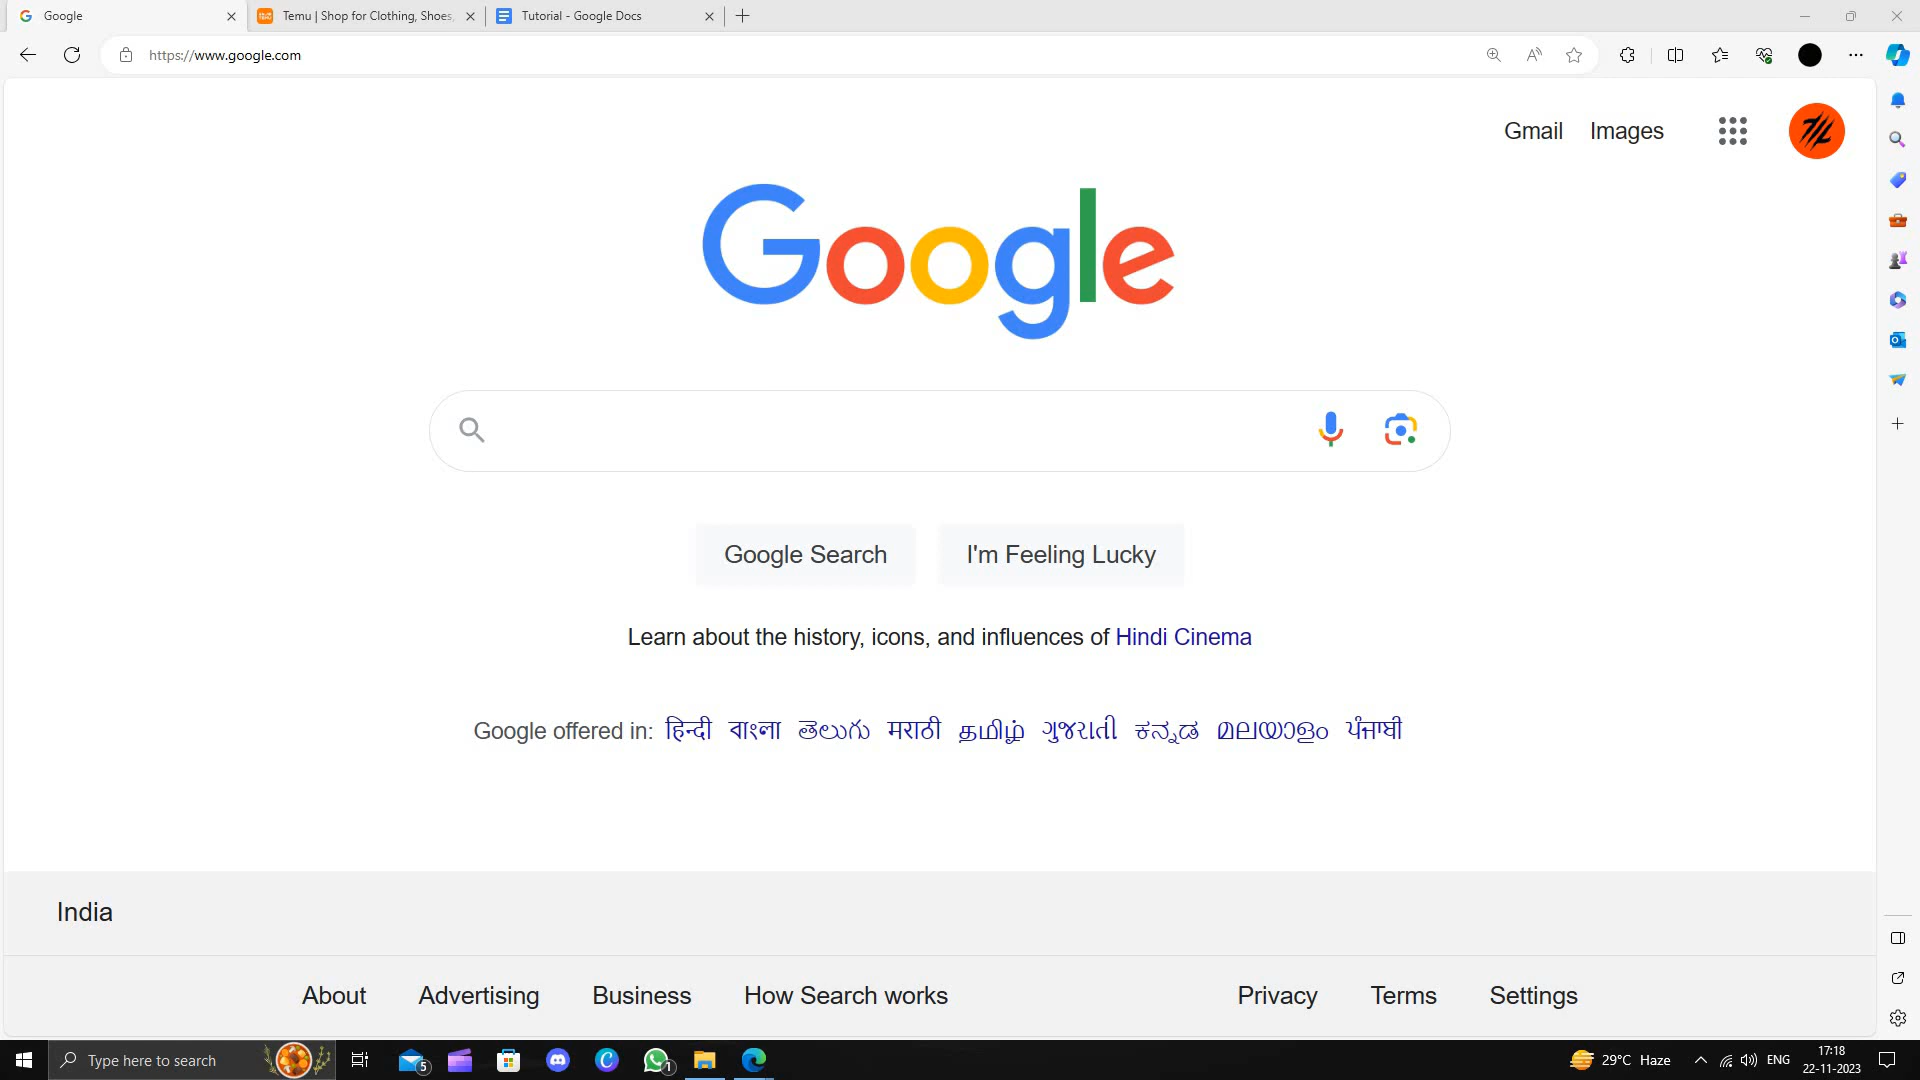 Google
Temu | Shop for Clothing, Shoes,
Tutorial - Google Docs
https://www.google.com
Gmail
Images
Google
Google Search
I'm Feeling Lucky
Learn about the history, icons, and influences of Hindi Cinema
Google offered in: हिन्दी বাংলা తెలుగు मराठी தமிழ் ગુજરાતી ಕನ್ನಡ മലയാളം ਪੰਜਾਬੀ
India
About
Advertising
Business
How Search works
Privacy
Terms
Settings
Type here to search
5
1
29°C Haze
ENG
17:18
22-11-2023